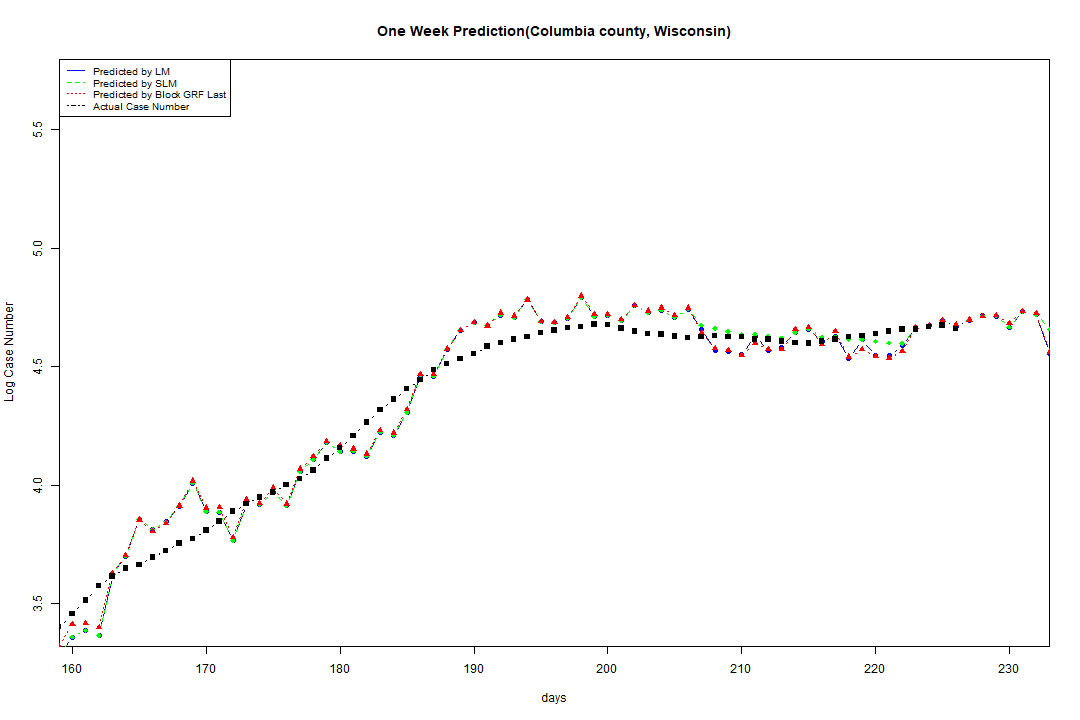 One Week Prediction(Columbia county, Wisconsin)
Predicted by LM
Predicted by SLM
Predicted by Block GRF Last
Actual Case Number
5.5
5.0
4.5
4.0
3.5
Log Case Number
160 170 180 190 200 210 220 230
days